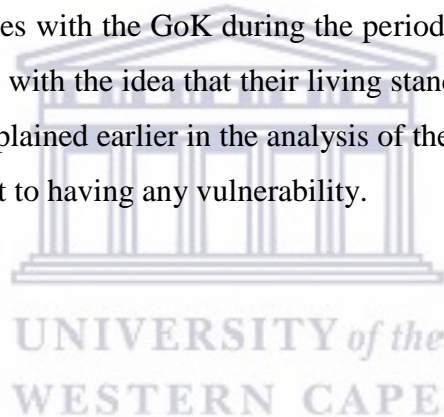 es with the GoK during the period
with the idea that their living stand
plained earlier in the analysis of the
t to having any vulnerability.
UNIVERSITY of the
WESTERN CAPE